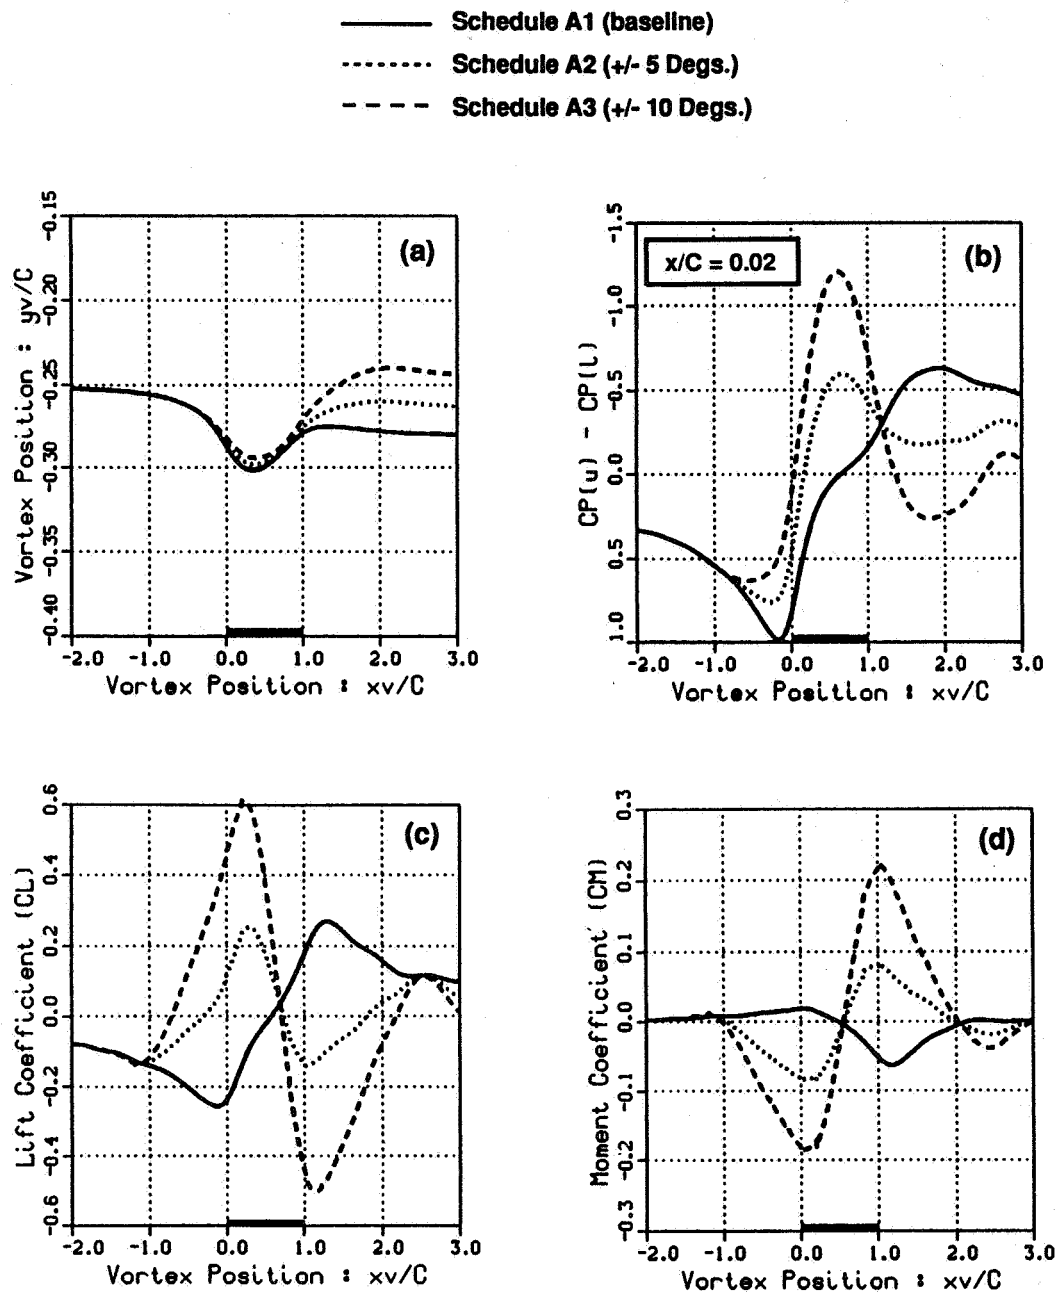 Schedule A1 (baseline)
Schedule A2 (+/- 5 Degs.)
Schedule A3 (+/- 10 Degs.)
(a)
Vortex Position : yv/C
-0.15
-0.20
-0.25
-0.30
-0.35
-0.40
-2.0 -1.0 0.0 1.0 2.0 3.0
Vortex Position : xv/C
(b)
x/C = 0.02
CP(u) - CP(l)
-1.5
-1.0
-0.5
0.0
0.5
1.0
-2.0 -1.0 0.0 1.0 2.0 3.0
Vortex Position : xv/C
(c)
Lift Coefficient (CL)
0.6
0.4
0.2
0.0
-0.2
-0.4
-0.6
-2.0 -1.0 0.0 1.0 2.0 3.0
Vortex Position : xv/C
(d)
Moment Coefficient (CM)
0.3
0.2
0.1
0.0
-0.1
-0.2
-0.3
-2.0 -1.0 0.0 1.0 2.0 3.0
Vortex Position : xv/C